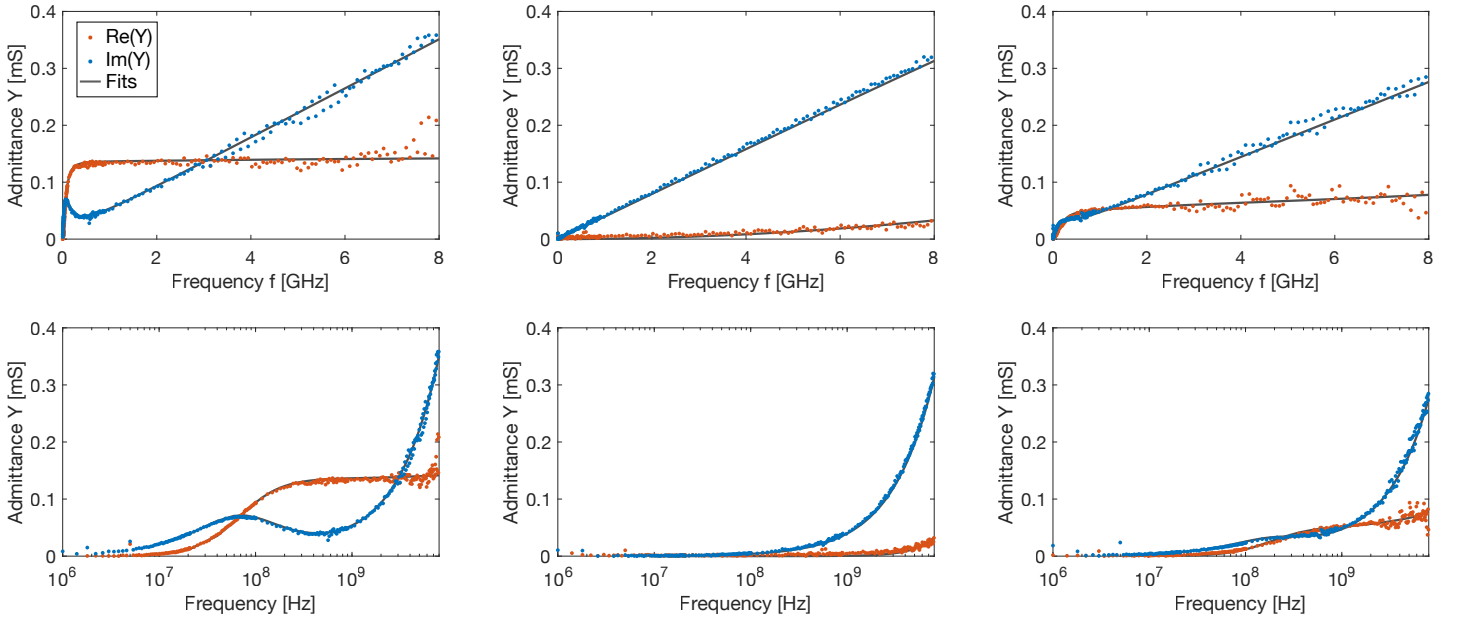 Admittance Y [mS]
0.4
0.3
0.2
0.1
0
Re(Y)
Im(Y)
Fits
0 2 4 6 8
Frequency f [GHz]
Admittance Y [mS]
0.4
0.3
0.2
0.1
0
0 2 4 6 8
Frequency f [GHz]
Admittance Y [mS]
0.4
0.3
0.2
0.1
0
0 2 4 6 8
Frequency f [GHz]
Admittance Y [mS]
0.4
0.3
0.2
0.1
0
10⁶ 10⁷ 10⁸ 10⁹
Frequency [Hz]
Admittance Y [mS]
0.4
0.3
0.2
0.1
0
10⁶ 10⁷ 10⁸ 10⁹
Frequency [Hz]
Admittance Y [mS]
0.4
0.3
0.2
0.1
0
10⁶ 10⁷ 10⁸ 10⁹
Frequency [Hz]